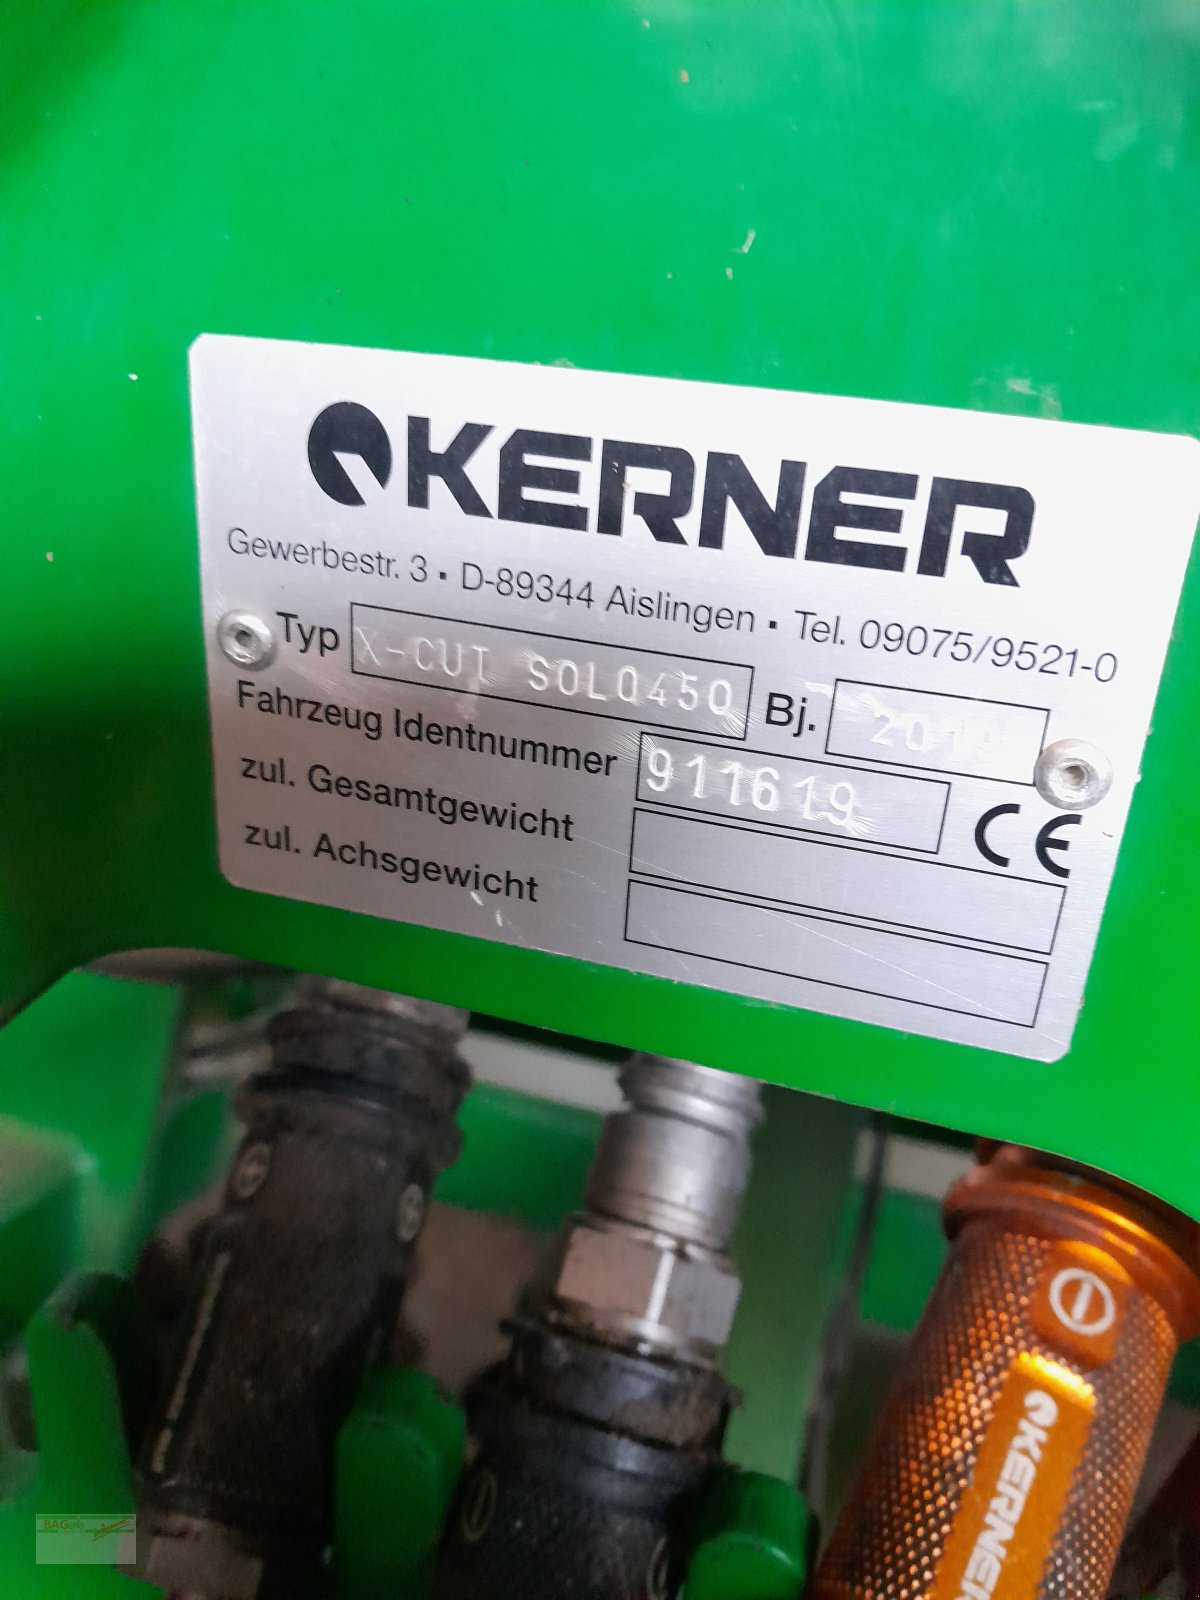 KERNER
Gewerbestr. 3 ▪ D-89344 Aislingen ▪ Tel. 09075/9521-0
Typ X-CUT SOLO450 Bj. 2019
Fahrzeug Identnummer 911619 CE
zul. Gesamtgewicht
zul. Achsgewicht
KERNER
BAGeno